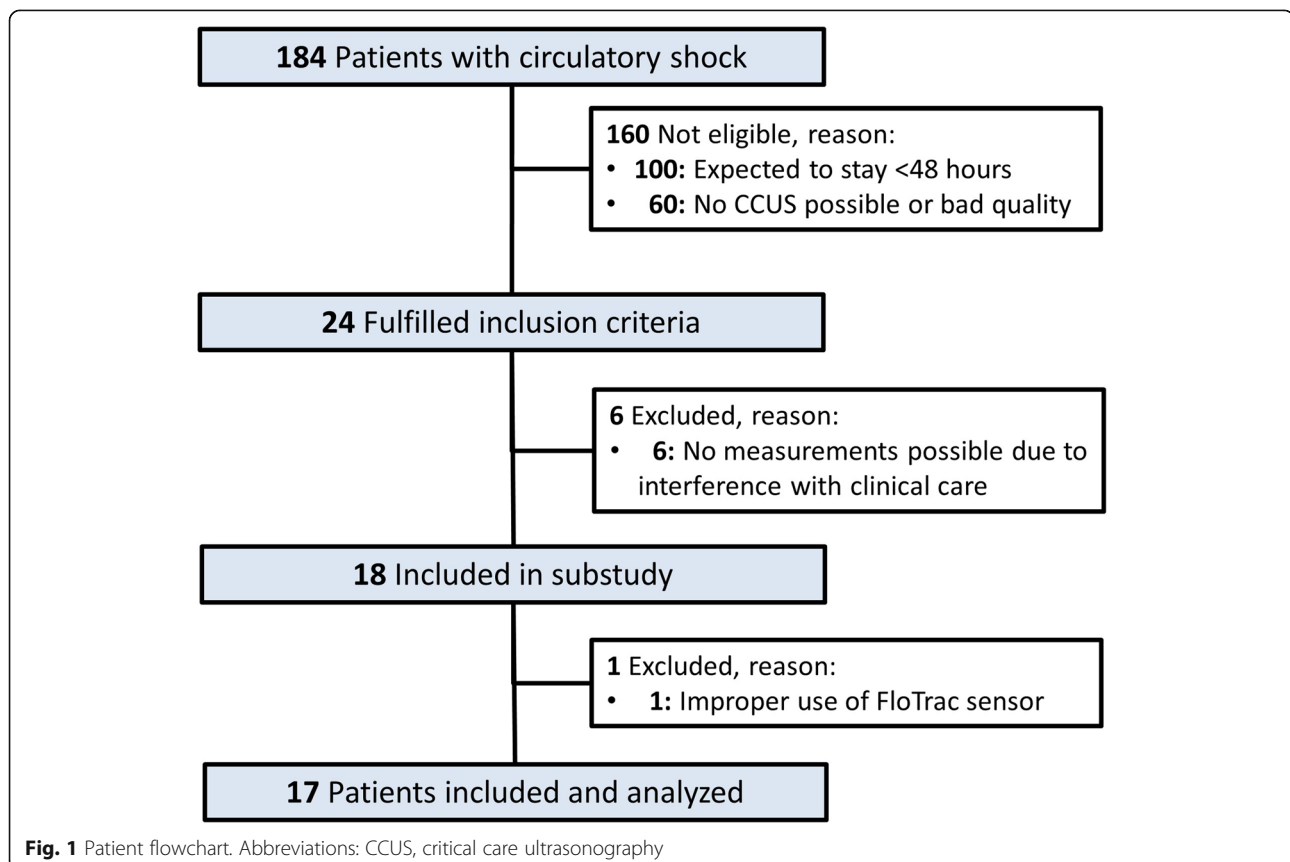 184 Patients with circulatory shock
160 Not eligible, reason:
• 100: Expected to stay <48 hours
• 60: No CCUS possible or bad quality
24 Fulfilled inclusion criteria
6 Excluded, reason:
• 6: No measurements possible due to
interference with clinical care
18 Included in substudy
1 Excluded, reason:
• 1: Improper use of FloTrac sensor
17 Patients included and analyzed
Fig. 1 Patient flowchart. Abbreviations: CCUS, critical care ultrasonography